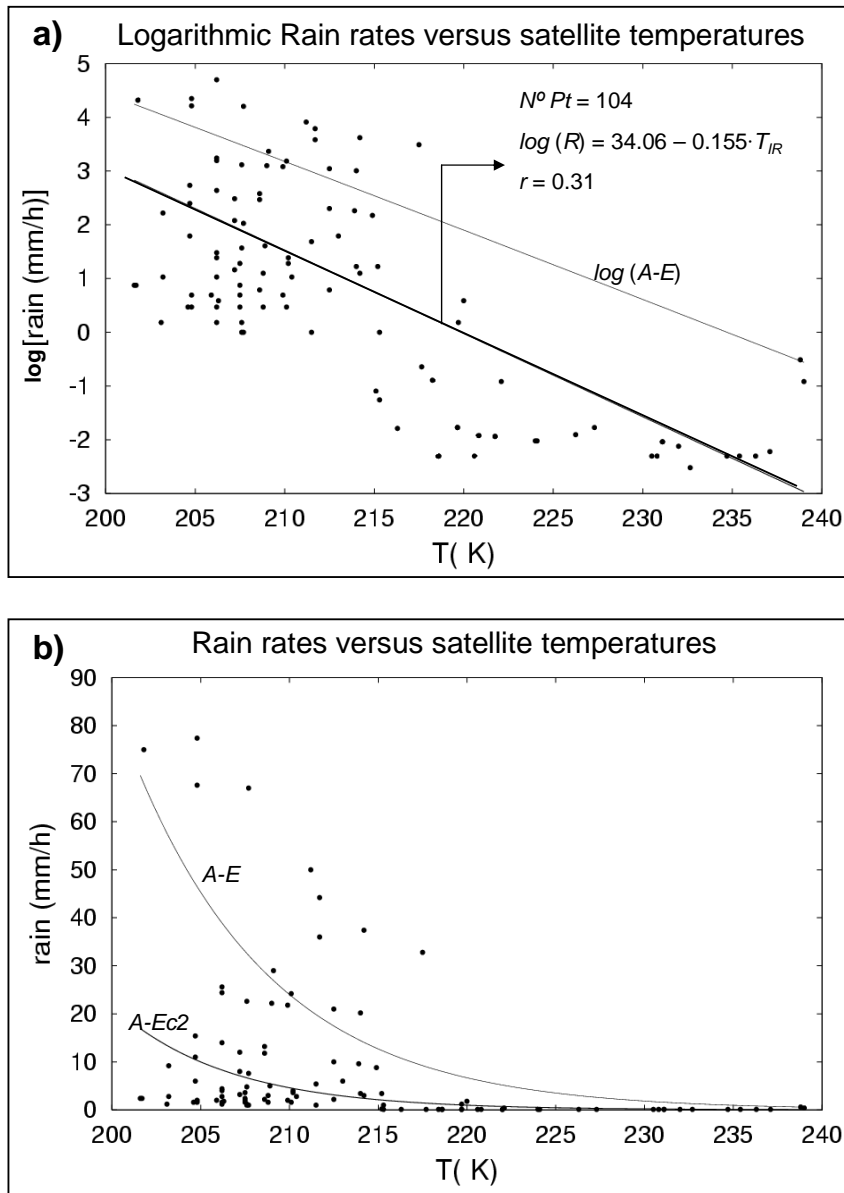 a) Logarithmic Rain rates versus satellite temperatures
5
4
3
2
1
0
-1
-2
-3
log[rain (mm/h)]
Nº Pt = 104
log (R) = 34.06 – 0.155· T_IR
r = 0.31
log (A-E)
200 205 210 215 220 225 230 235 240
T( K)
b) Rain rates versus satellite temperatures
90
80
70
60
50
40
30
20
10
0
rain (mm/h)
A-E
A-Ec2
200 205 210 215 220 225 230 235 240
T( K)